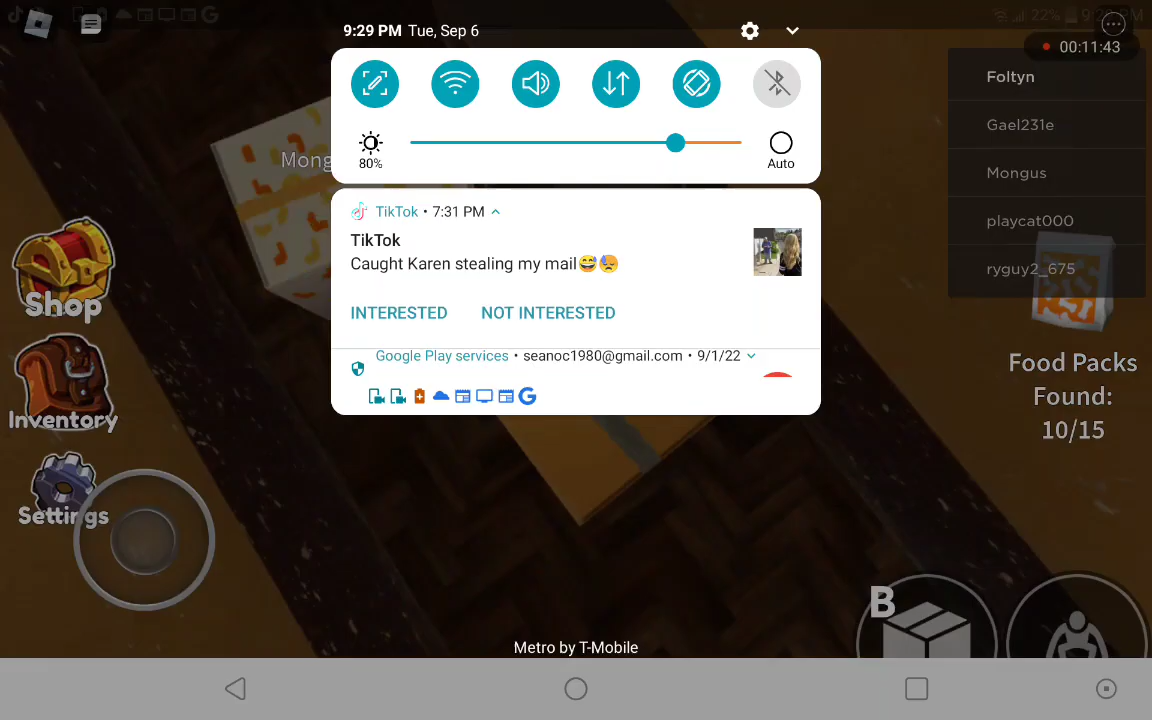 9:29 PM Tue, Sep 6
22%
00:11:43
80%
Auto
TikTok • 7:31 PM
TikTok
Caught Karen stealing my mail😅😓
INTERESTED NOT INTERESTED
Google Play services • seanoc1980@gmail.com • 9/1/22
Mong
Shop
Inventory
Settings
Foltyn
Gael231e
Mongus
playcat000
ryguy2_675
Food Packs
Found:
10/15
B
Metro by T-Mobile